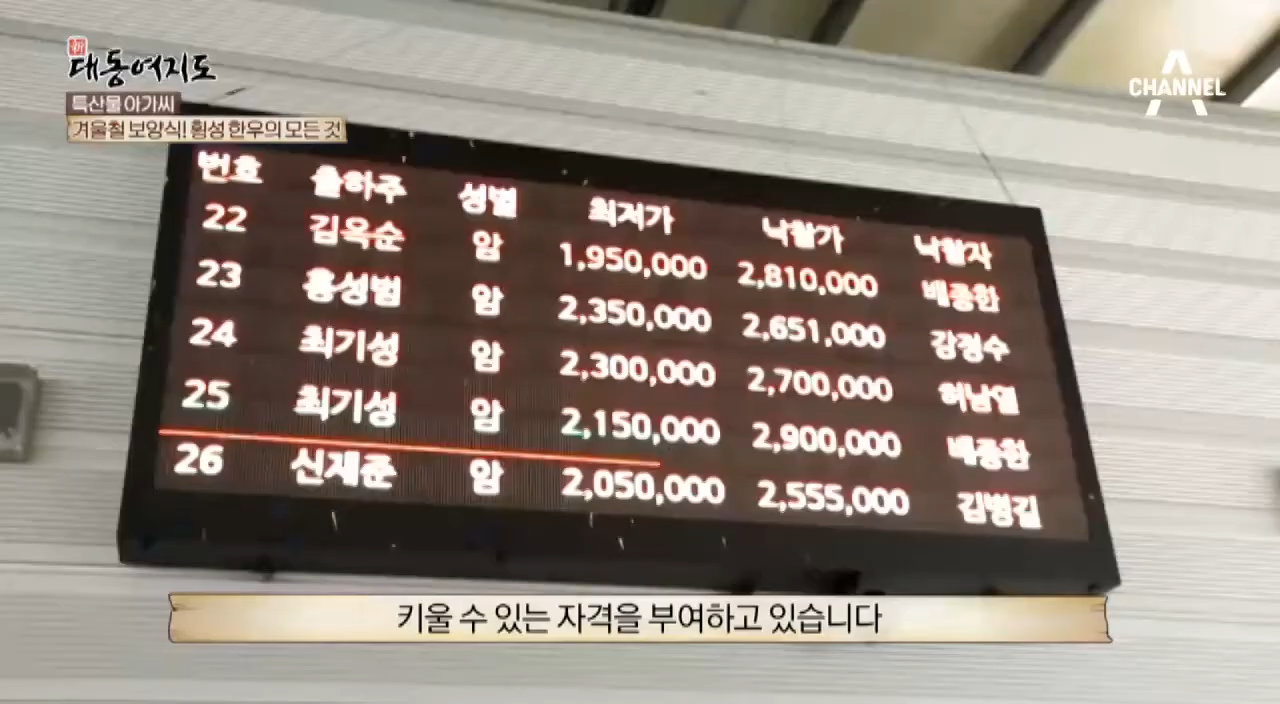 新
대동여지도
특산물 아가씨
겨울철 보양식! 횡성 한우의 모든 것
CHANNEL A
번호 출하주 성별 최저가 낙찰가 낙찰자
22 김옥순 암 1,950,000 2,810,000 배종한
23 홍성범 암 2,350,000 2,651,000 감정수
24 최기성 암 2,300,000 2,700,000 허남열
25 최기성 암 2,150,000 2,900,000 배종한
26 신재준 암 2,050,000 2,555,000 김병길
키울 수 있는 자격을 부여하고 있습니다